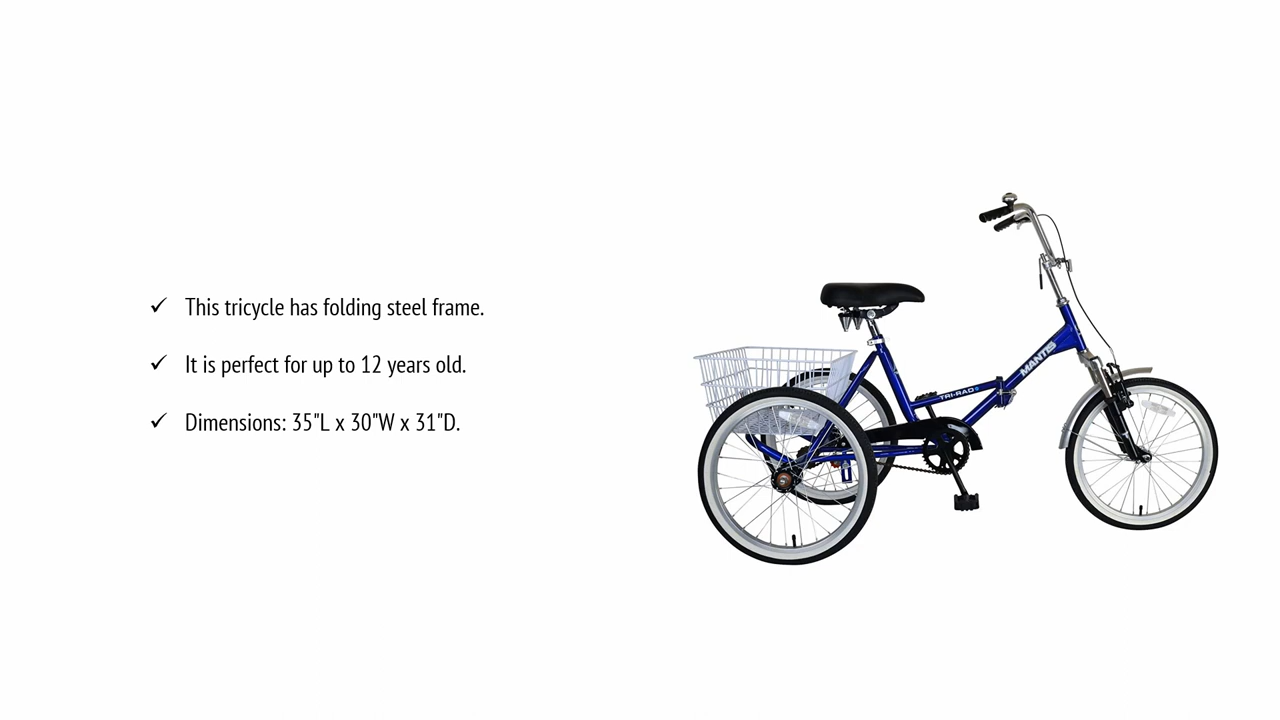 This tricycle has folding steel frame.
It is perfect for up to 12 years old.
Dimensions: 35"L x 30"W x 31"D.
MANTIS
TRI-RAD